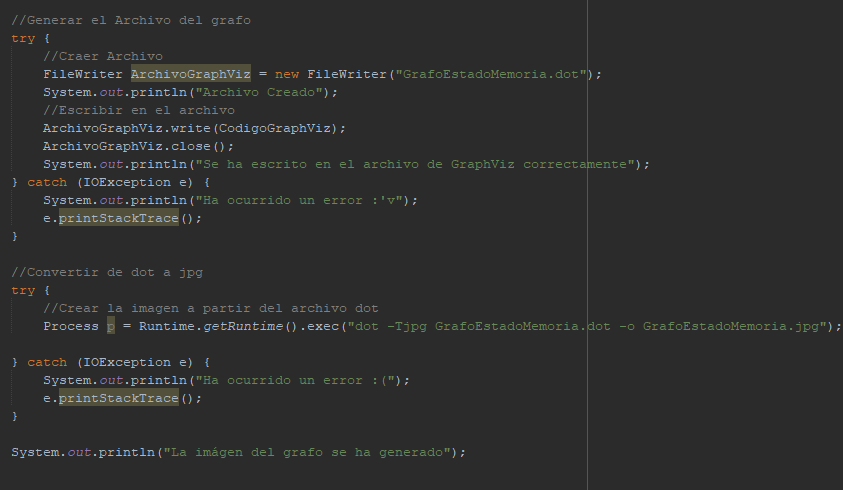 //Generar el Archivo del grafo
try {
//Craer Archivo
FileWriter ArchivoGraphViz = new FileWriter("GrafoEstadoMemoria.dot");
System.out.println("Archivo Creado");
//Escribir en el archivo
ArchivoGraphViz.write(CodigoGraphViz);
ArchivoGraphViz.close();
System.out.println("Se ha escrito en el archivo de GraphViz correctamente");
} catch (IOException e) {
System.out.println("Ha ocurrido un error :'v");
e.printStackTrace();
}
//Convertir de dot a jpg
try {
//Crear la imagen a partir del archivo dot
Process p = Runtime.getRuntime().exec("dot -Tjpg GrafoEstadoMemoria.dot -o GrafoEstadoMemoria.jpg");
} catch (IOException e) {
System.out.println("Ha ocurrido un error :(");
e.printStackTrace();
}
System.out.println("La imágen del grafo se ha generado");